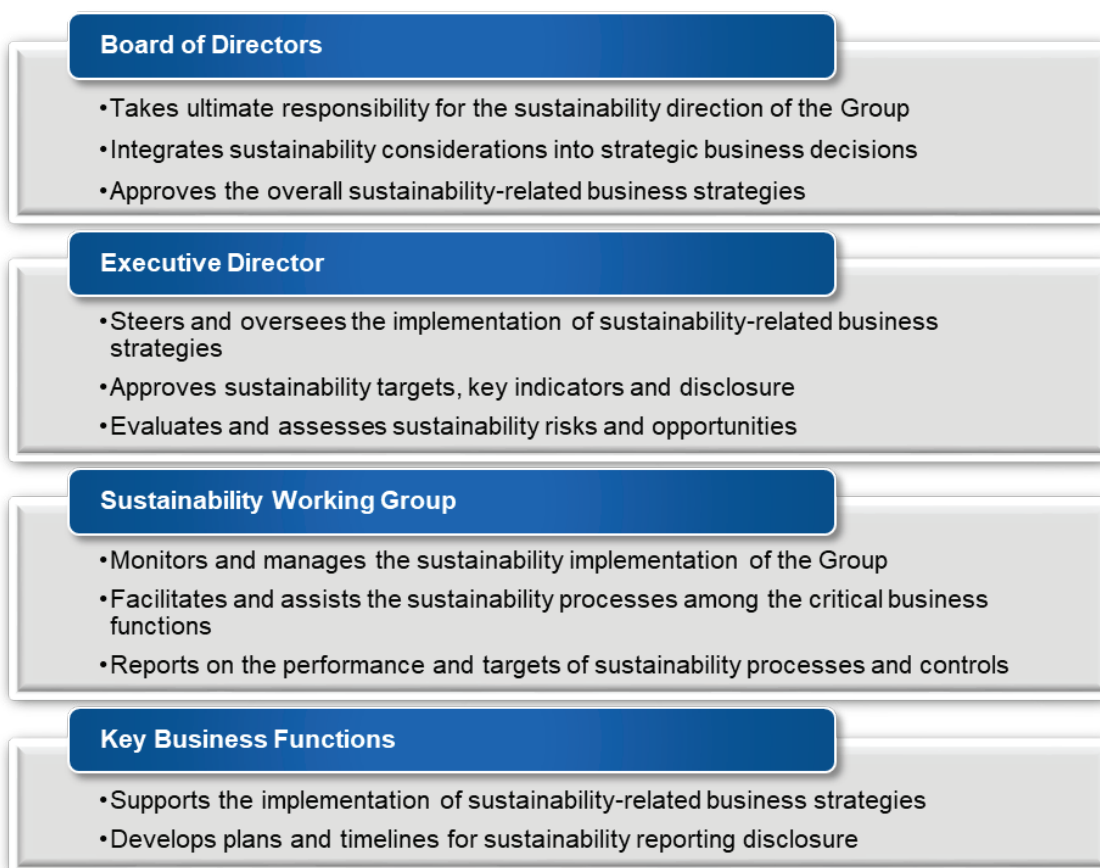 Board of Directors
•Takes ultimate responsibility for the sustainability direction of the Group
•Integrates sustainability considerations into strategic business decisions
•Approves the overall sustainability-related business strategies
Executive Director
•Steers and oversees the implementation of sustainability-related business
strategies
•Approves sustainability targets, key indicators and disclosure
•Evaluates and assesses sustainability risks and opportunities
Sustainability Working Group
•Monitors and manages the sustainability implementation of the Group
•Facilitates and assists the sustainability processes among the critical business
functions
•Reports on the performance and targets of sustainability processes and controls
Key Business Functions
•Supports the implementation of sustainability-related business strategies
•Develops plans and timelines for sustainability reporting disclosure